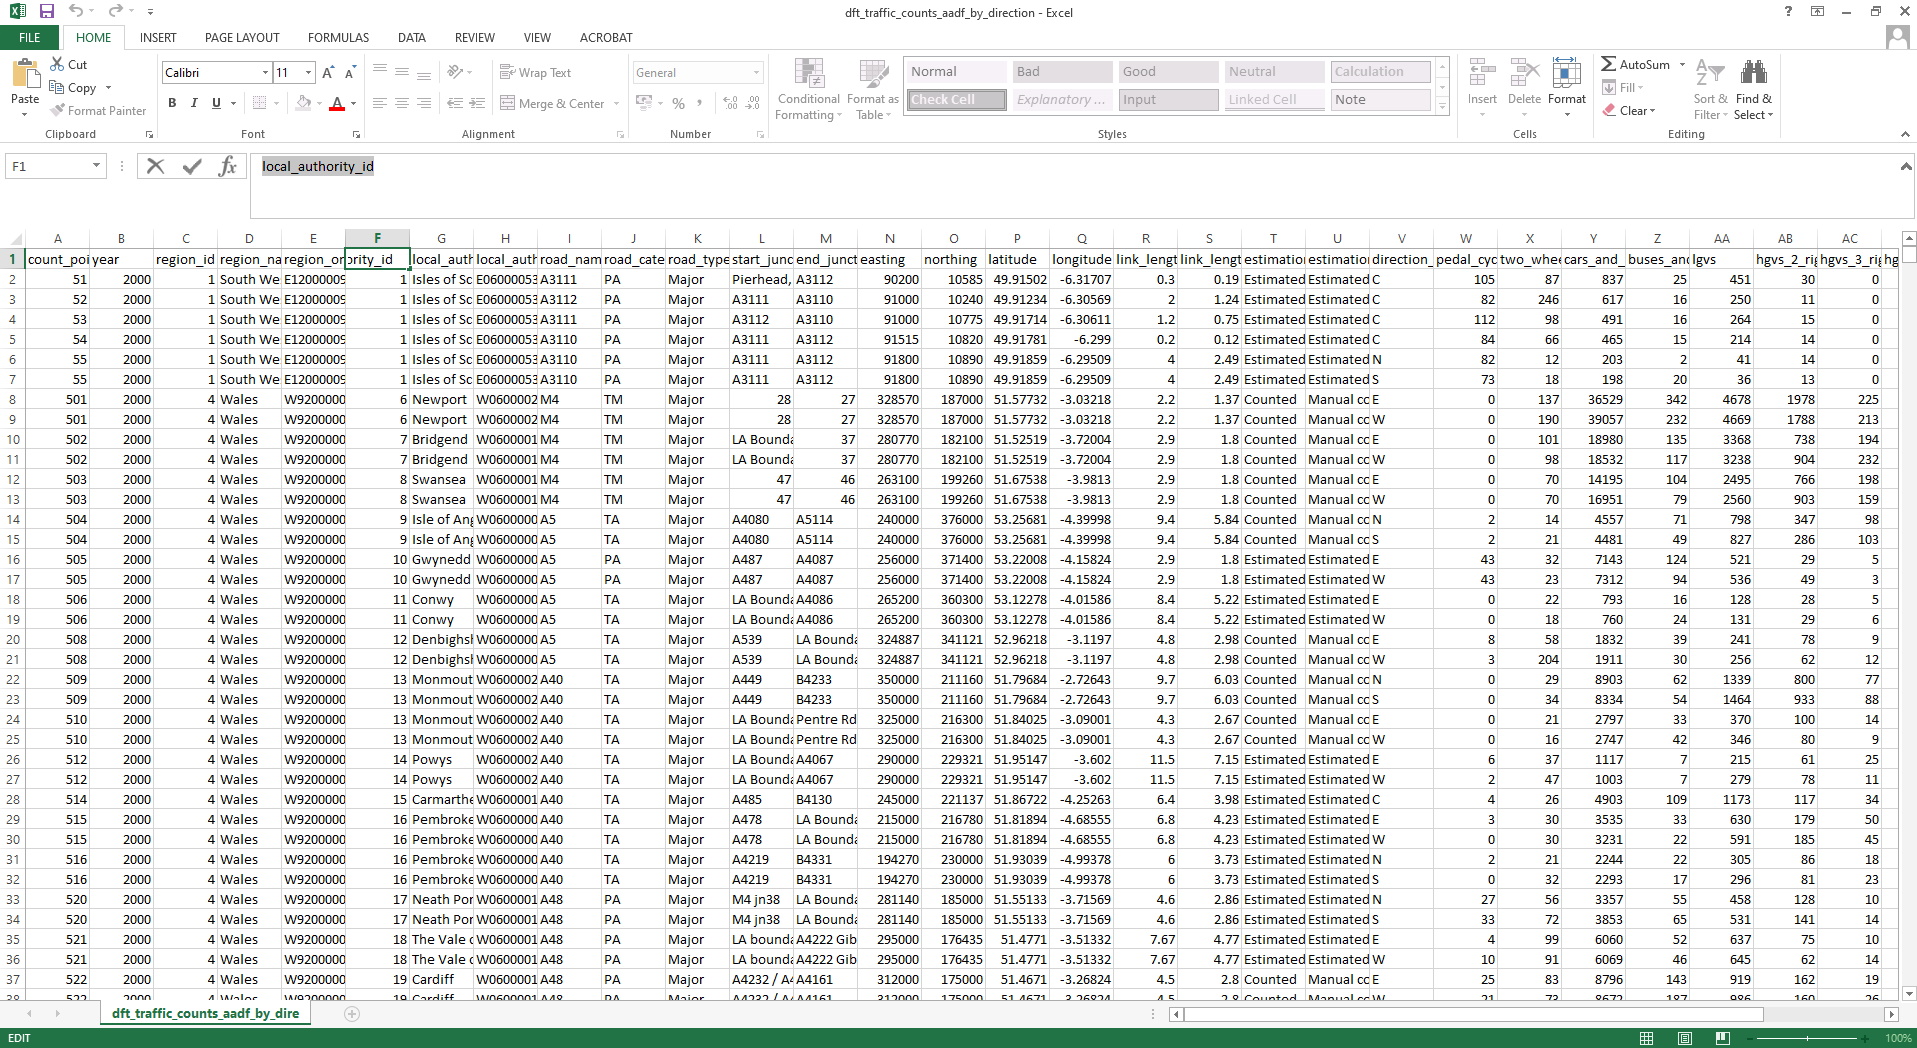 dft_traffic_counts_aadf_by_direction - Excel
FILE HOME INSERT PAGE LAYOUT FORMULAS DATA REVIEW VIEW ACROBAT
Paste Cut Copy Format Painter Clipboard
Calibri 11 B I U A Font
Wrap Text Merge & Center Alignment
General % Number
Conditional Formatting Format as Table
Normal Bad Good Neutral Calculation
Check Cell Explanatory ... Input Linked Cell Note
Styles
Insert Delete Format Cells
AutoSum Fill Clear Sort & Filter Find & Select Editing
F1 fx local_authority_id
A B C D E F G H I J K L M N O P Q R S T U V W X Y Z AA AB AC
1 count_poi year region_id region_na region_on ority_id local_auth local_auth road_nam road_cate road_type start_junc end_junct easting northing latitude longitude link_lengt link_lengt estimation estimation direction_ pedal_cyc two_whee cars_and_ buses_and lgvs hgvs_2_rig hgvs_3_rig hg
2 51 2000 1 South We E12000009 1 Isles of Sc E06000053 A3111 PA Major Pierhead, A3112 90200 10585 49.91502 -6.31707 0.3 0.19 Estimated Estimated C 105 87 837 25 451 30 0
3 52 2000 1 South We E12000009 1 Isles of Sc E06000053 A3112 PA Major A3111 A3110 91000 10240 49.91234 -6.30569 2 1.24 Estimated Estimated C 82 246 617 16 250 11 0
4 53 2000 1 South We E12000009 1 Isles of Sc E06000053 A3111 PA Major A3112 A3110 91000 10775 49.91714 -6.30611 1.2 0.75 Estimated Estimated C 112 98 491 16 264 15 0
5 54 2000 1 South We E12000009 1 Isles of Sc E06000053 A3110 PA Major A3111 A3112 91515 10820 49.91781 -6.299 0.2 0.12 Estimated Estimated C 84 66 465 15 214 14 0
6 55 2000 1 South We E12000009 1 Isles of Sc E06000053 A3110 PA Major A3111 A3112 91800 10890 49.91859 -6.29509 4 2.49 Estimated Estimated N 82 12 203 2 41 14 0
7 55 2000 1 South We E12000009 1 Isles of Sc E06000053 A3110 PA Major A3111 A3112 91800 10890 49.91859 -6.29509 4 2.49 Estimated Estimated S 73 18 198 20 36 13 0
8 501 2000 4 Wales W9200000 6 Newport W0600002 M4 TM Major 28 27 328570 187000 51.57732 -3.03218 2.2 1.37 Counted Manual co E 0 137 36529 342 4678 1978 225
9 501 2000 4 Wales W9200000 6 Newport W0600002 M4 TM Major 28 27 328570 187000 51.57732 -3.03218 2.2 1.37 Counted Manual co W 0 190 39057 232 4669 1788 213
10 502 2000 4 Wales W9200000 7 Bridgend W0600001 M4 TM Major LA Bounda 37 280770 182100 51.52519 -3.72004 2.9 1.8 Counted Manual co E 0 101 18980 135 3368 738 194
11 502 2000 4 Wales W9200000 7 Bridgend W0600001 M4 TM Major LA Bounda 37 280770 182100 51.52519 -3.72004 2.9 1.8 Counted Manual co W 0 98 18532 117 3238 904 232
12 503 2000 4 Wales W9200000 8 Swansea W0600001 M4 TM Major 47 46 263100 199260 51.67538 -3.9813 2.9 1.8 Counted Manual co E 0 70 14195 104 2495 766 198
13 503 2000 4 Wales W9200000 8 Swansea W0600001 M4 TM Major 47 46 263100 199260 51.67538 -3.9813 2.9 1.8 Counted Manual co W 0 70 16951 79 2560 903 159
14 504 2000 4 Wales W9200000 9 Isle of Ang W0600000 A5 TA Major A4080 A5114 240000 376000 53.25681 -4.39998 9.4 5.84 Counted Manual co N 2 14 4557 71 798 347 98
15 504 2000 4 Wales W9200000 9 Isle of Ang W0600000 A5 TA Major A4080 A5114 240000 376000 53.25681 -4.39998 9.4 5.84 Counted Manual co S 2 21 4481 49 827 286 103
16 505 2000 4 Wales W9200000 10 Gwynedd W0600000 A5 PA Major A487 A4087 256000 371400 53.22008 -4.15824 2.9 1.8 Estimated Estimated E 43 32 7143 124 521 29 5
17 505 2000 4 Wales W9200000 10 Gwynedd W0600000 A5 PA Major A487 A4087 256000 371400 53.22008 -4.15824 2.9 1.8 Estimated Estimated W 43 23 7312 94 536 49 3
18 506 2000 4 Wales W9200000 11 Conwy W0600000 A5 TA Major LA Bounda A4086 265200 360300 53.12278 -4.01586 8.4 5.22 Estimated Estimated E 0 22 793 16 128 28 5
19 506 2000 4 Wales W9200000 11 Conwy W0600000 A5 TA Major LA Bounda A4086 265200 360300 53.12278 -4.01586 8.4 5.22 Estimated Estimated W 0 18 760 24 131 29 6
20 508 2000 4 Wales W9200000 12 Denbighsh W0600000 A5 TA Major A539 LA Bounda 324887 341121 52.96218 -3.1197 4.8 2.98 Counted Manual co E 8 58 1832 39 241 78 9
21 508 2000 4 Wales W9200000 12 Denbighsh W0600000 A5 TA Major A539 LA Bounda 324887 341121 52.96218 -3.1197 4.8 2.98 Counted Manual co W 3 204 1911 30 256 62 12
22 509 2000 4 Wales W9200000 13 Monmout W0600002 A40 TA Major A449 B4233 350000 211160 51.79684 -2.72643 9.7 6.03 Counted Manual co N 0 29 8903 62 1339 800 77
23 509 2000 4 Wales W9200000 13 Monmout W0600002 A40 TA Major A449 B4233 350000 211160 51.79684 -2.72643 9.7 6.03 Counted Manual co S 0 34 8334 54 1464 933 88
24 510 2000 4 Wales W9200000 13 Monmout W0600002 A40 TA Major LA Bounda Pentre Rd 325000 216300 51.84025 -3.09001 4.3 2.67 Counted Manual co E 0 21 2797 33 370 100 14
25 510 2000 4 Wales W9200000 13 Monmout W0600002 A40 TA Major LA Bounda Pentre Rd 325000 216300 51.84025 -3.09001 4.3 2.67 Counted Manual co W 0 16 2747 42 346 80 9
26 512 2000 4 Wales W9200000 14 Powys W0600002 A40 TA Major LA Bounda A4067 290000 229321 51.95147 -3.602 11.5 7.15 Estimated Estimated E 6 37 1117 7 215 61 25
27 512 2000 4 Wales W9200000 14 Powys W0600002 A40 TA Major LA Bounda A4067 290000 229321 51.95147 -3.602 11.5 7.15 Estimated Estimated W 2 47 1003 7 279 78 11
28 514 2000 4 Wales W9200000 15 Carmarthe W0600001 A40 TA Major A485 B4130 245000 221137 51.86722 -4.25263 6.4 3.98 Estimated Estimated C 4 26 4903 109 1173 117 34
29 515 2000 4 Wales W9200000 16 Pembroke W0600000 A40 TA Major A478 LA Bounda 215000 216780 51.81894 -4.68555 6.8 4.23 Estimated Estimated E 3 30 3535 33 630 179 50
30 515 2000 4 Wales W9200000 16 Pembroke W0600000 A40 TA Major A478 LA Bounda 215000 216780 51.81894 -4.68555 6.8 4.23 Estimated Estimated W 0 30 3231 22 591 185 45
31 516 2000 4 Wales W9200000 16 Pembroke W0600000 A40 TA Major A4219 B4331 194270 230000 51.93039 -4.99378 6 3.73 Estimated Estimated N 2 21 2244 22 305 86 18
32 516 2000 4 Wales W9200000 16 Pembroke W0600000 A40 TA Major A4219 B4331 194270 230000 51.93039 -4.99378 6 3.73 Estimated Estimated S 0 32 2293 17 296 81 23
33 520 2000 4 Wales W9200000 17 Neath Por W0600001 A48 PA Major M4 jn38 LA Bounda 281140 185000 51.55133 -3.71569 4.6 2.86 Estimated Estimated N 27 56 3357 55 458 128 10
34 520 2000 4 Wales W9200000 17 Neath Por W0600001 A48 PA Major M4 jn38 LA Bounda 281140 185000 51.55133 -3.71569 4.6 2.86 Estimated Estimated S 33 72 3853 65 531 141 14
35 521 2000 4 Wales W9200000 18 The Vale o W0600001 A48 PA Major LA bounda A4222 Gib 295000 176435 51.4771 -3.51332 7.67 4.77 Estimated Estimated E 4 99 6060 52 637 75 10
36 521 2000 4 Wales W9200000 18 The Vale o W0600001 A48 PA Major LA bounda A4222 Gib 295000 176435 51.4771 -3.51332 7.67 4.77 Estimated Estimated W 10 91 6069 46 645 62 14
37 522 2000 4 Wales W9200000 19 Cardiff W0600001 A48 PA Major A4232 / A4 A4161 312000 175000 51.4671 -3.26824 4.5 2.8 Counted Manual co E 25 83 8796 143 919 162 19
38 522 2000 4 Wales W9200000 19 Cardiff W0600001 A48 PA Major A4232 / A4 A4161 312000 175000 51.4671 -3.26824 4.5 2.8 Counted Manual co W 21 73 8672 187 986 160 26
dft_traffic_counts_aadf_by_dire
EDIT 100%